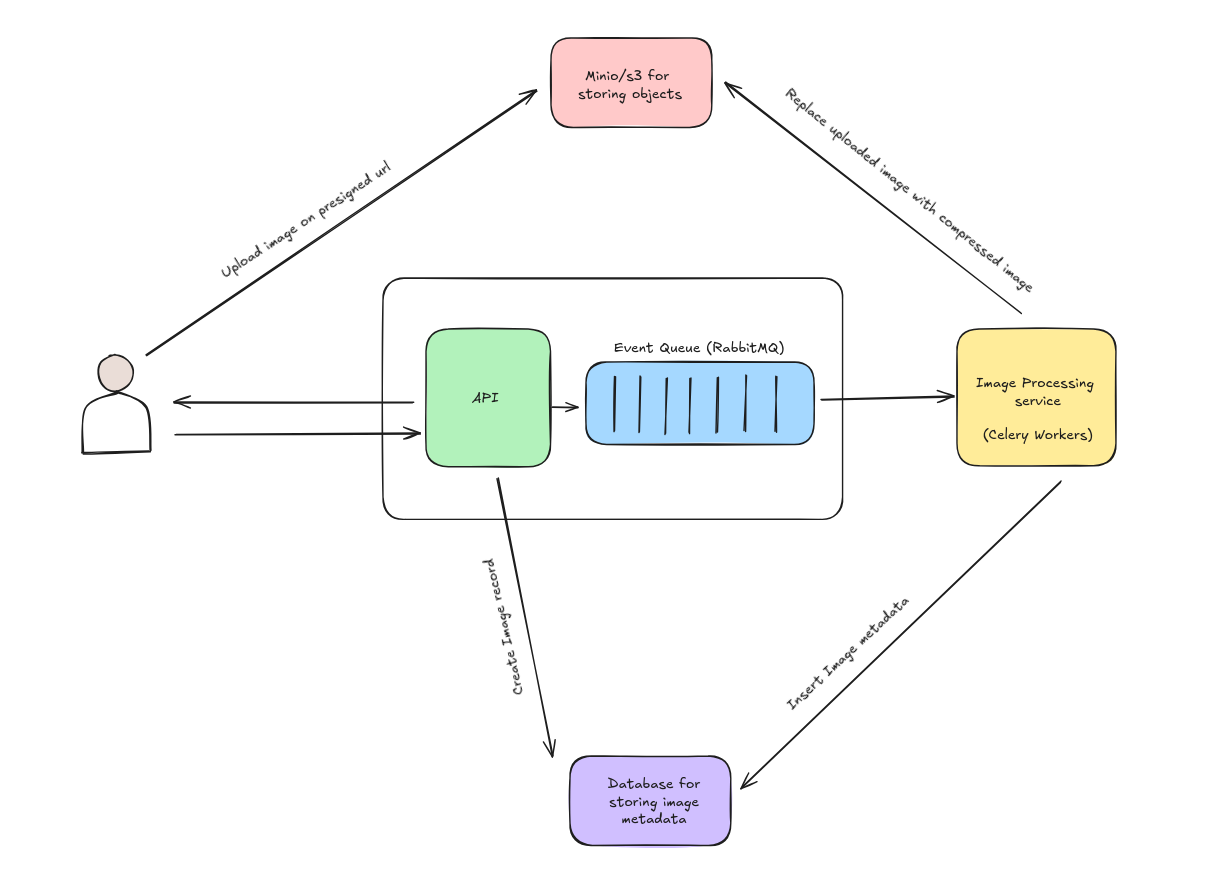 Minio/s3 for
storing objects
Replace uploaded image with compressed image
Upload image on presigned url
Event Queue (RabbitMQ)
API
Image Processing
service
(Celery Workers)
Create Image record
Insert Image metadata
Database for
storing image
metadata